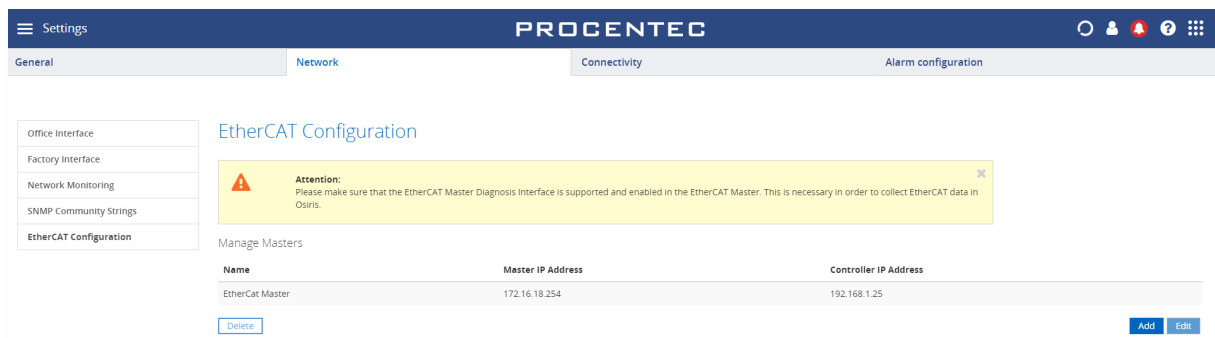 Settings
PROCENTEC
General
Network
Connectivity
Alarm configuration
Office Interface
Factory Interface
Network Monitoring
SNMP Community Strings
EtherCAT Configuration
EtherCAT Configuration
Attention:
Please make sure that the EtherCAT Master Diagnosis Interface is supported and enabled in the EtherCAT Master. This is necessary in order to collect EtherCAT data in
Osiris.
Manage Masters
Name Master IP Address Controller IP Address
EtherCat Master 172.16.18.254 192.168.1.25
Delete
Add
Edit